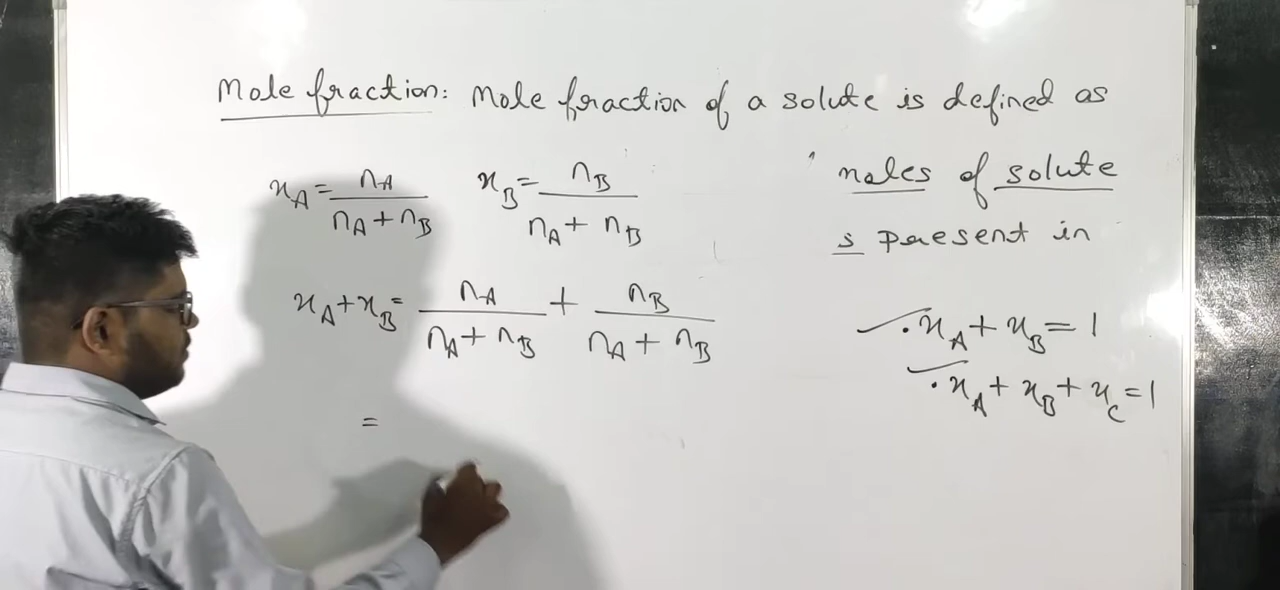 Mole fraction: Mole fraction of a solute is defined as
moles of solute
s present in
xA = nA/(nA + nB) xB = nB/(nA + nB)
xA + xB = nA/(nA + nB) + nB/(nA + nB)
=
· xA + xB = 1
· xA + xB + xC = 1